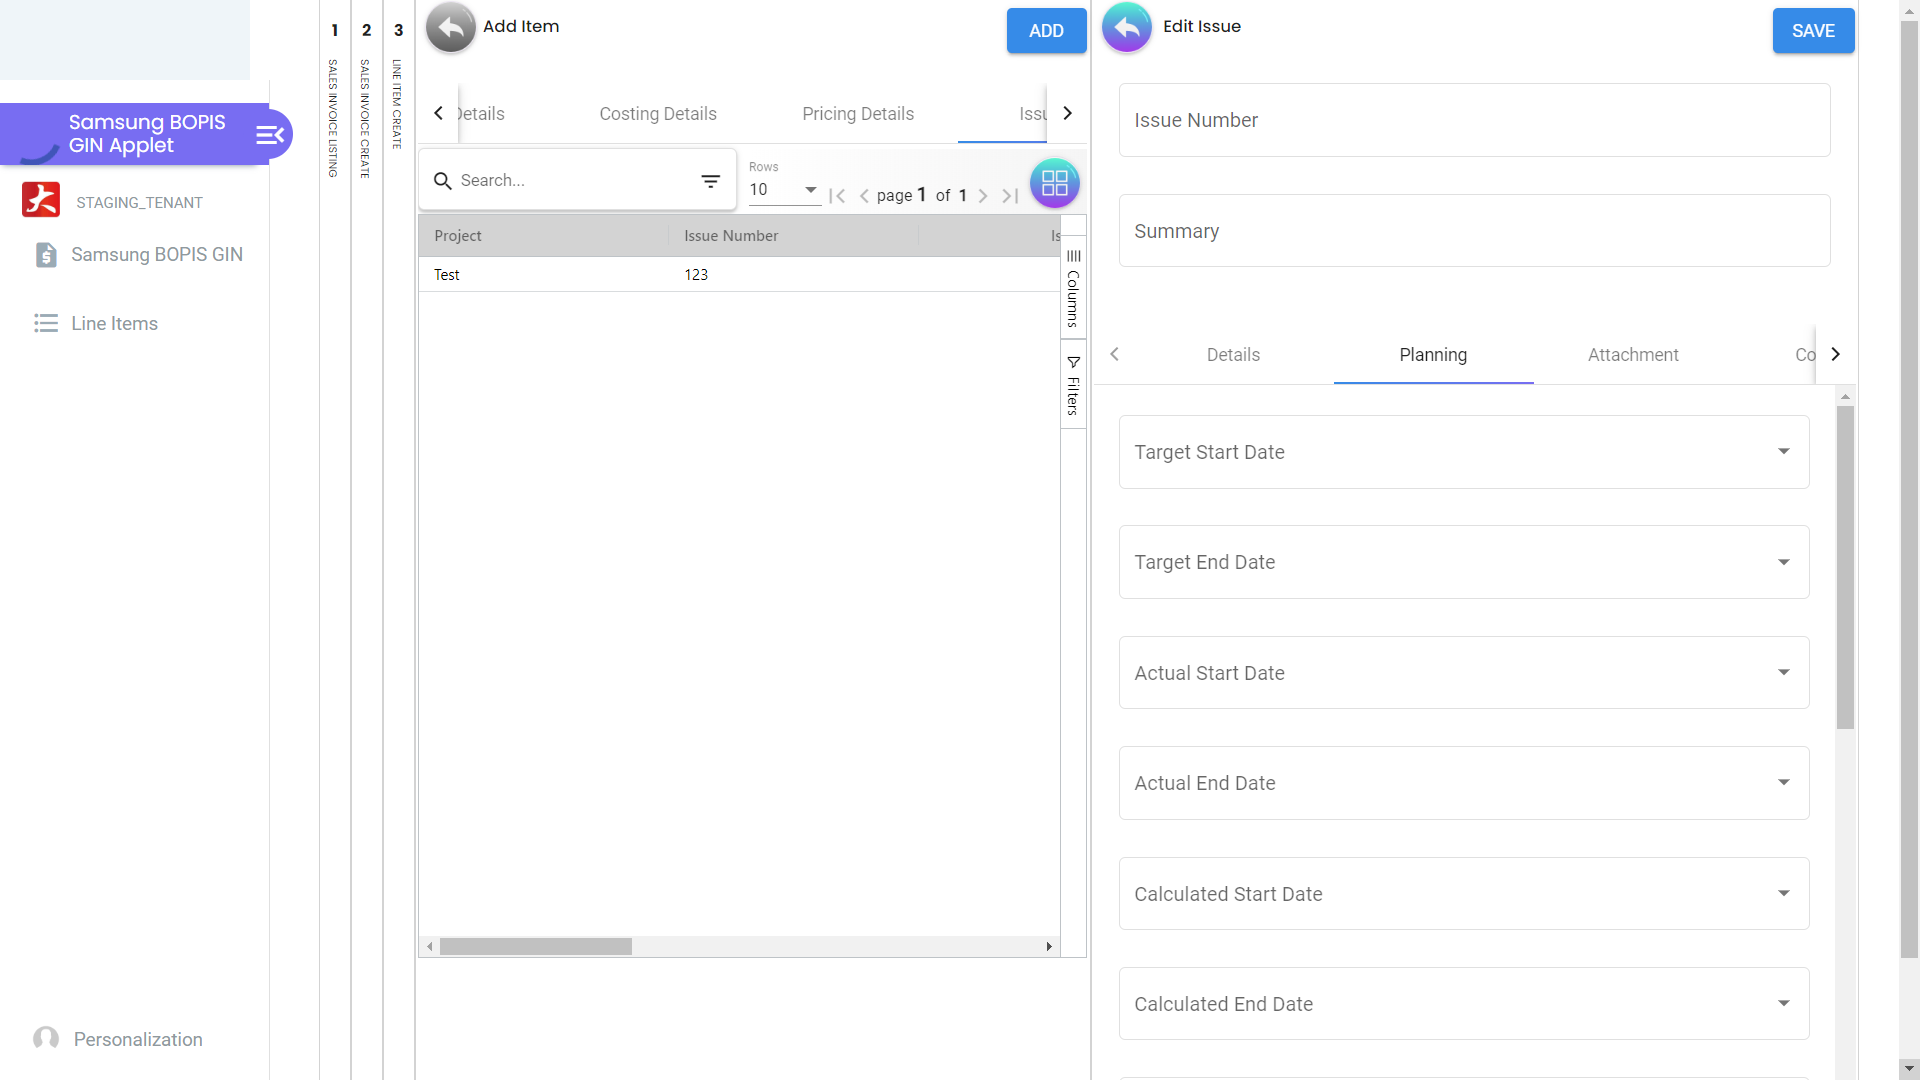 Samsung BOPIS
GIN Applet
STAGING_TENANT
Samsung BOPIS GIN
Line Items
Personalization
1
SALES INVOICE LISTING
2
SALES INVOICE CREATE
3
LINE ITEM CREATE
Add Item
ADD
Details
Costing Details
Pricing Details
Issu
Search...
Rows
10
page 1 of 1
Project
Issue Number
Is
Test
123
Columns
Filters
Edit Issue
SAVE
Issue Number
Summary
Details
Planning
Attachment
Co
Target Start Date
Target End Date
Actual Start Date
Actual End Date
Calculated Start Date
Calculated End Date